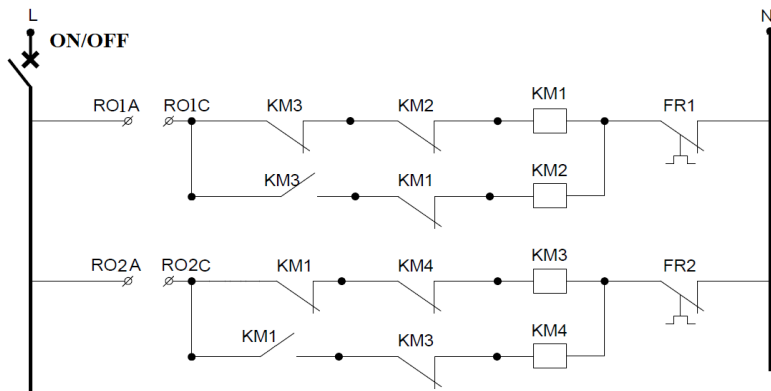 L N
ON/OFF
RO1A RO1C KM3 KM2 KM1 FR1
KM3 KM1 KM2
RO2A RO2C KM1 KM4 KM3 FR2
KM1 KM3 KM4